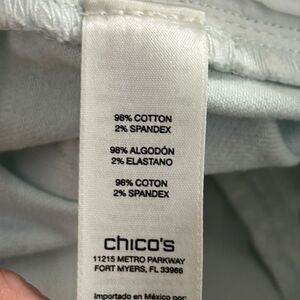 98% COTTON
2% SPANDEX
98% ALGODÓN
2% ELASTANO
98% COTON
2% SPANDEX
chico's
11215 METRO PARKWAY
FORT MYERS, FL 33966
Importado en México por: